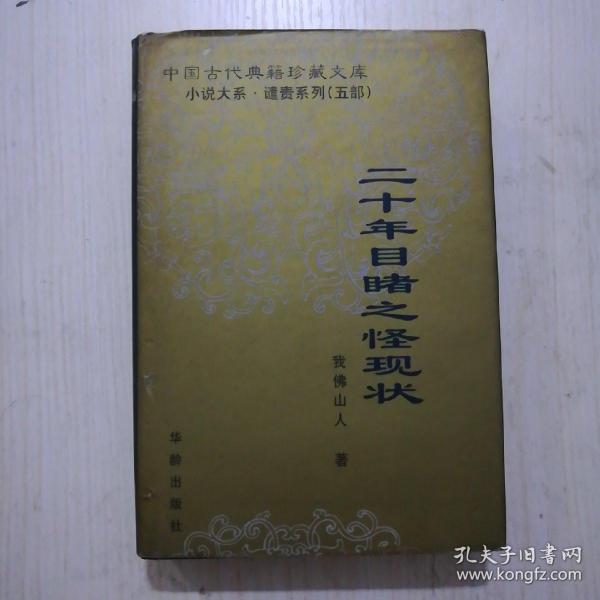 中国古代典籍珍藏文库
小说大系·谴责系列(五部)
二十年目睹之怪现状
我佛山人 著
华龄出版社
孔夫子旧书网
www.kongfz.com